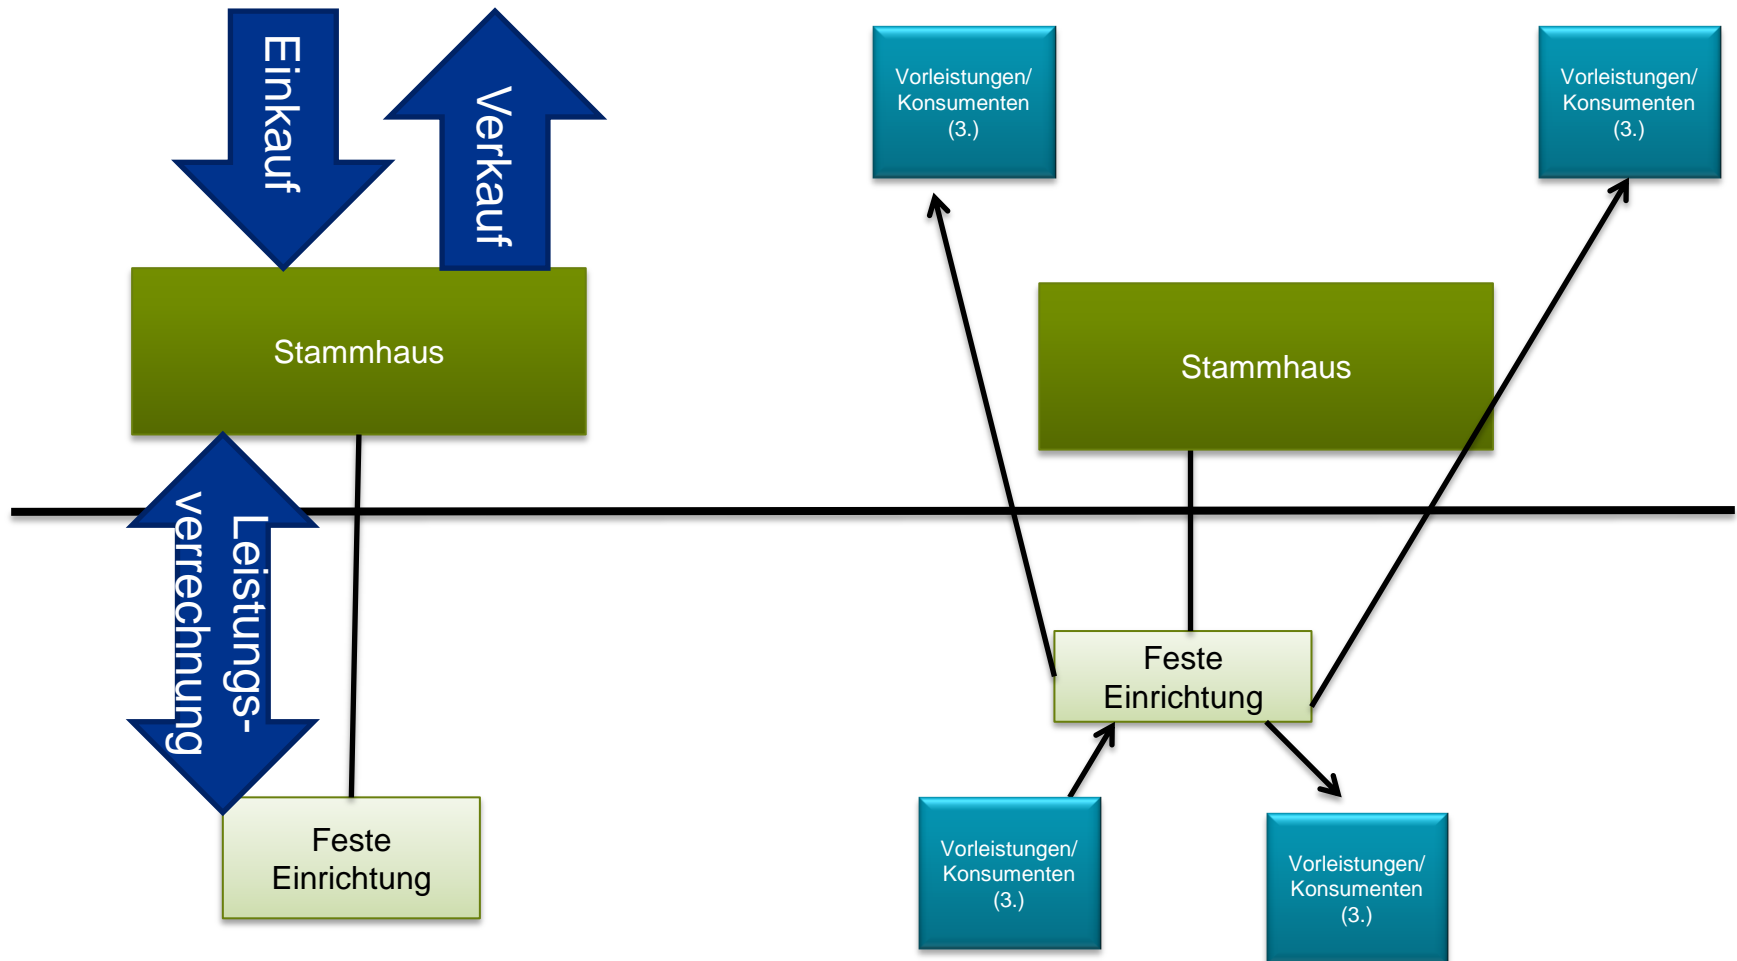 Einkauf
Verkauf
Vorleistungen/
Konsumenten
(3.)
Vorleistungen/
Konsumenten
(3.)
Stammhaus
Stammhaus
Leistungs-
verrechnung
Feste
Einrichtung
Feste
Einrichtung
Vorleistungen/
Konsumenten
(3.)
Vorleistungen/
Konsumenten
(3.)